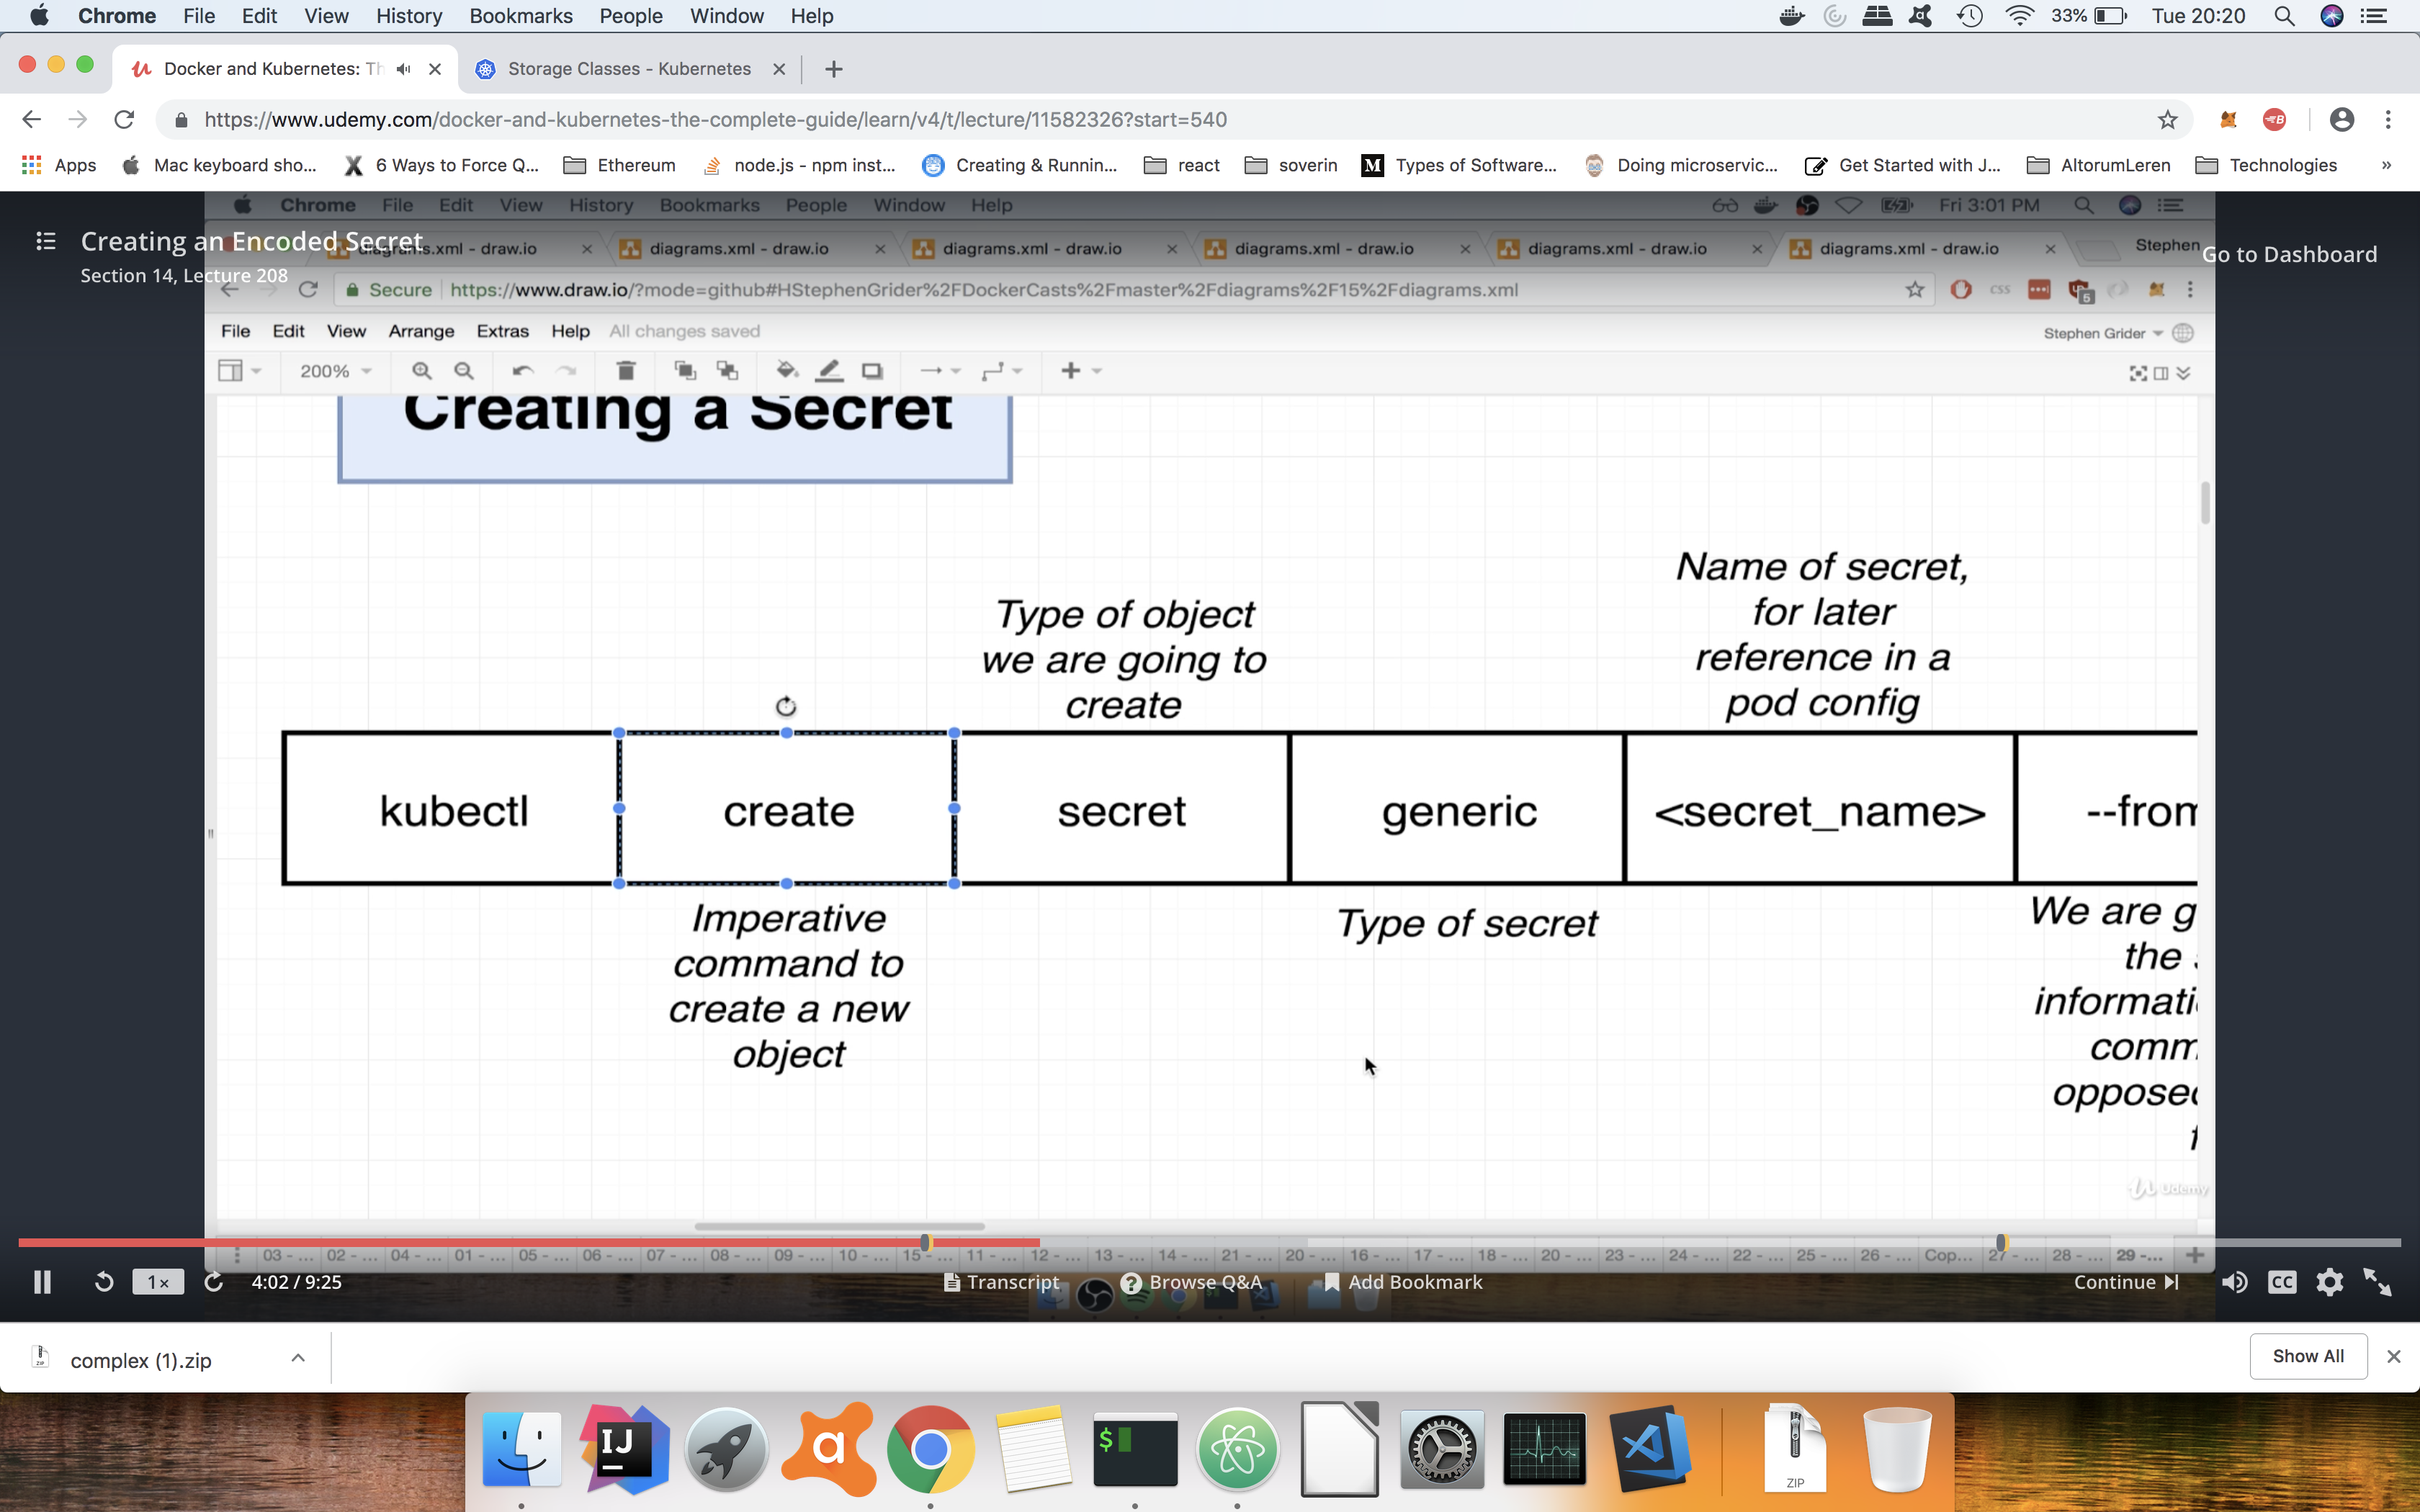 Chrome File Edit View History Bookmarks People Window Help 33% Tue 20:20
Docker and Kubernetes: Th Storage Classes - Kubernetes
https://www.udemy.com/docker-and-kubernetes-the-complete-guide/learn/v4/t/lecture/11582326?start=540
Apps Mac keyboard sho... 6 Ways to Force Q... Ethereum node.js - npm inst... Creating & Runnin... react soverin Types of Software... Doing microservic... Get Started with J... AltorumLeren Technologies »
Chrome File Edit View History Bookmarks People Window Help Fri 3:01 PM
Creating an Encoded Secret
diagrams.xml - draw.io diagrams.xml - draw.io diagrams.xml - draw.io diagrams.xml - draw.io diagrams.xml - draw.io diagrams.xml - draw.io Stephen
Go to Dashboard
Section 14, Lecture 208
Secure https://www.draw.io/?mode=github#HStephenGrider%2FDockerCasts%2Fmaster%2Fdiagrams%2F15%2Fdiagrams.xml
File Edit View Arrange Extras Help All changes saved Stephen Grider
200%
Creating a Secret
Type of object
we are going to
create
Name of secret,
for later
reference in a
pod config
kubectl create secret generic <secret_name> --from
Imperative
command to
create a new
object
Type of secret
We are g
the
informati
comm
opposed
Udemy
03 - ... 02 - ... 04 - ... 01 - ... 05 - ... 06 - ... 07 - ... 08 - ... 09 - ... 10 - ... 15 - ... 11 - ... 12 - ... 13 - ... 14 - ... 21 - ... 20 - ... 16 - ... 17 - ... 18 - ... 20 - ... 23 - ... 24 - ... 22 - ... 25 - ... 26 - ... Cop... 27 - ... 28 - ... 29 -...
1x 4:02 / 9:25 Transcript Browse Q&A Add Bookmark Continue CC
complex (1).zip Show All
IJ
$
ZIP